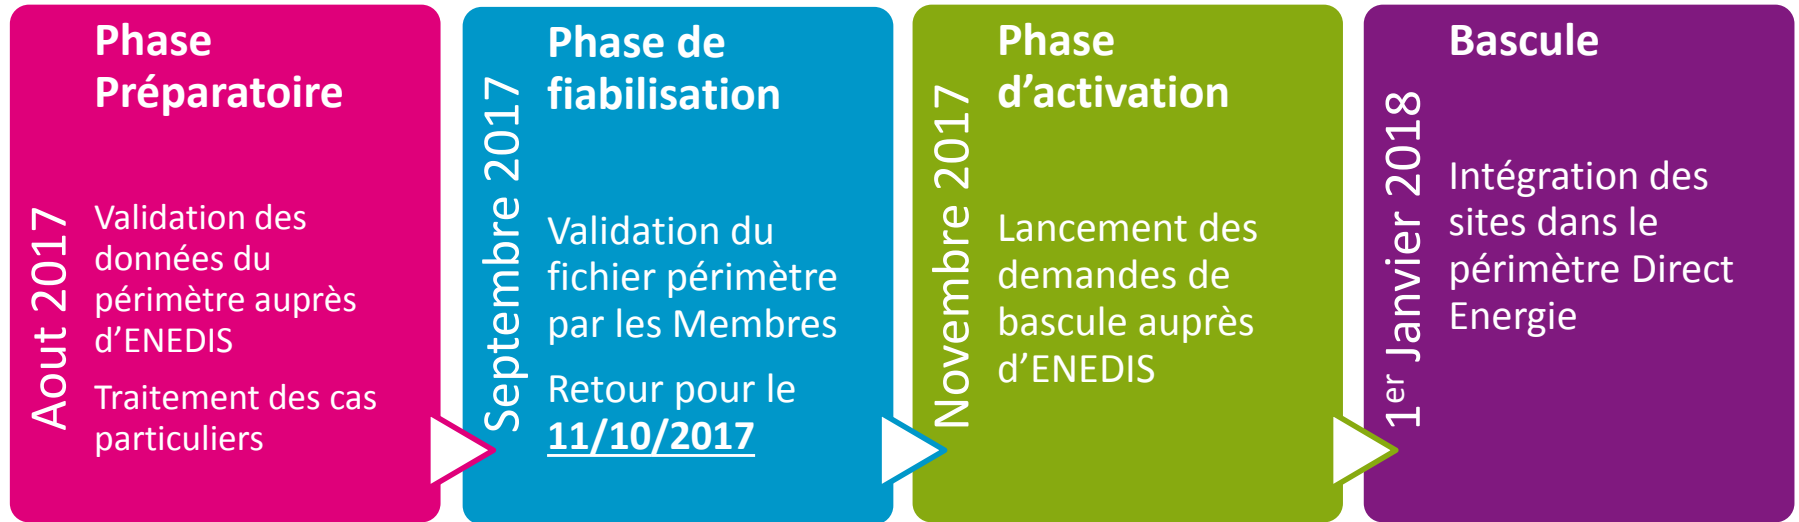 Phase
Préparatoire
Aout 2017
Validation des
données du
périmètre auprès
d’ENEDIS
Traitement des cas
particuliers
Phase de
fiabilisation
Septembre 2017
Validation du
fichier périmètre
par les Membres
Retour pour le
11/10/2017
Phase
d’activation
Novembre 2017
Lancement des
demandes de
bascule auprès
d’ENEDIS
Bascule
1er Janvier 2018
Intégration des
sites dans le
périmètre Direct
Energie